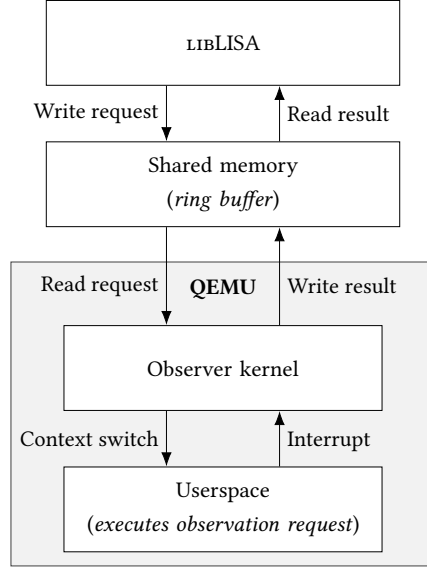 LIBLISA
Write request
Read result
Shared memory
(ring buffer)
Read request
QEMU
Write result
Observer kernel
Context switch
Interrupt
Userspace
(executes observation request)